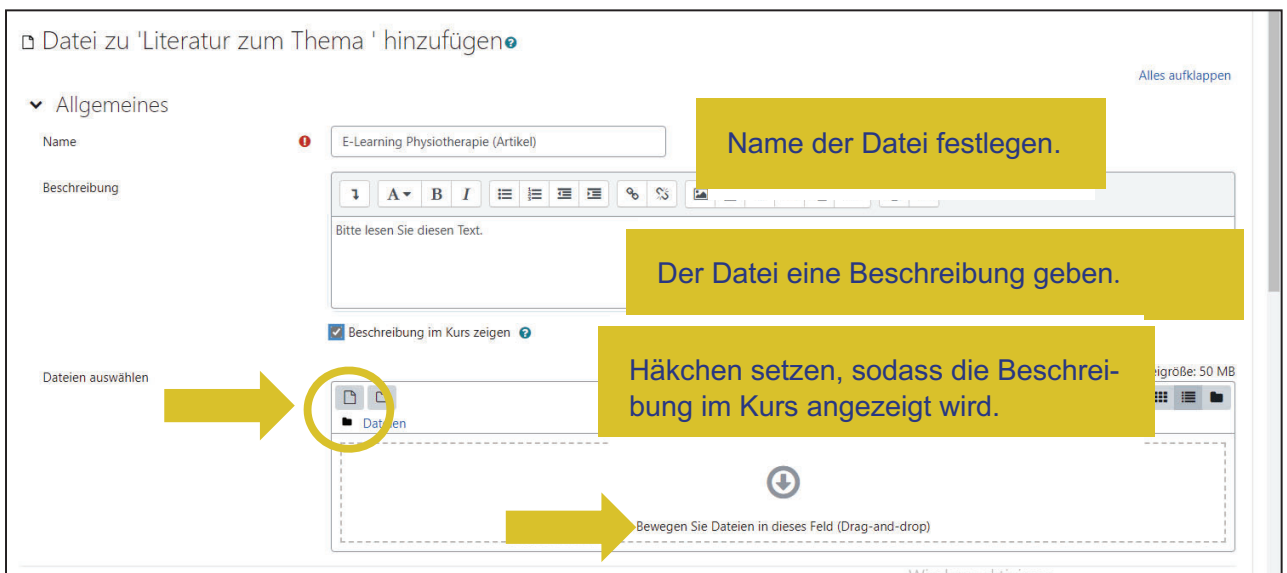 Datei zu 'Literatur zum Thema ' hinzufügen
Alles aufklappen
Allgemeines
Name
E-Learning Physiotherapie (Artikel)
Name der Datei festlegen.
Beschreibung
A B I
Bitte lesen Sie diesen Text.
Der Datei eine Beschreibung geben.
Beschreibung im Kurs zeigen
Häkchen setzen, sodass die Beschrei-
bung im Kurs angezeigt wird.
Dateien auswählen
50 MB
Dateien
Bewegen Sie Dateien in dieses Feld (Drag-and-drop)